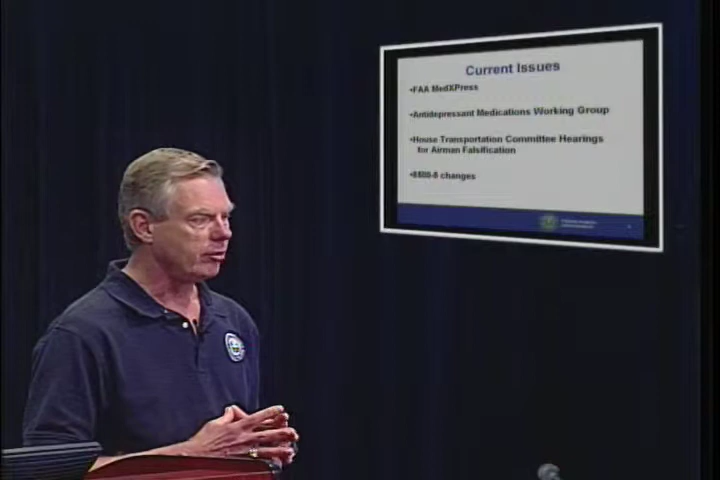 Current Issues
•FAA MedXPress
•Antidepressant Medications Working Group
•House Transportation Committee Hearings
for Airman Falsification
•8500-8 changes